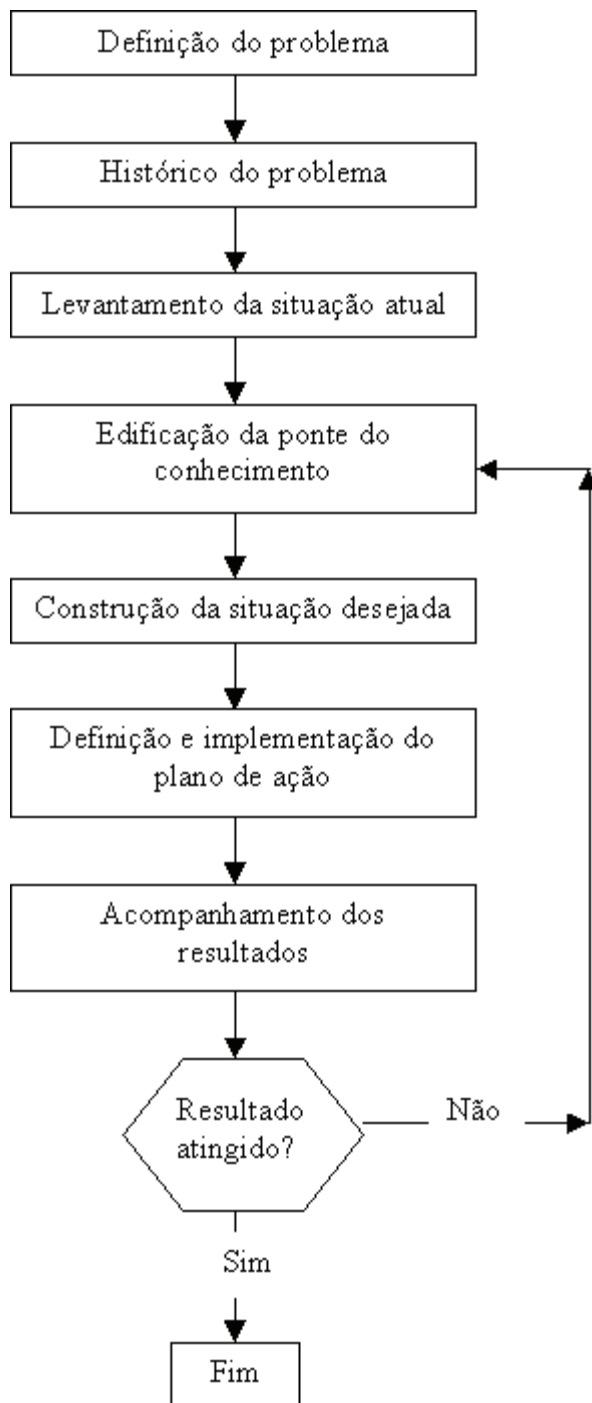 Definição do problema
Histórico do problema
Levantamento da situação atual
Edificação da ponte do
conhecimento
Construção da situação desejada
Definição e implementação do
plano de ação
Acompanhamento dos
resultados
Resultado
atingido?
Não
Sim
Fim